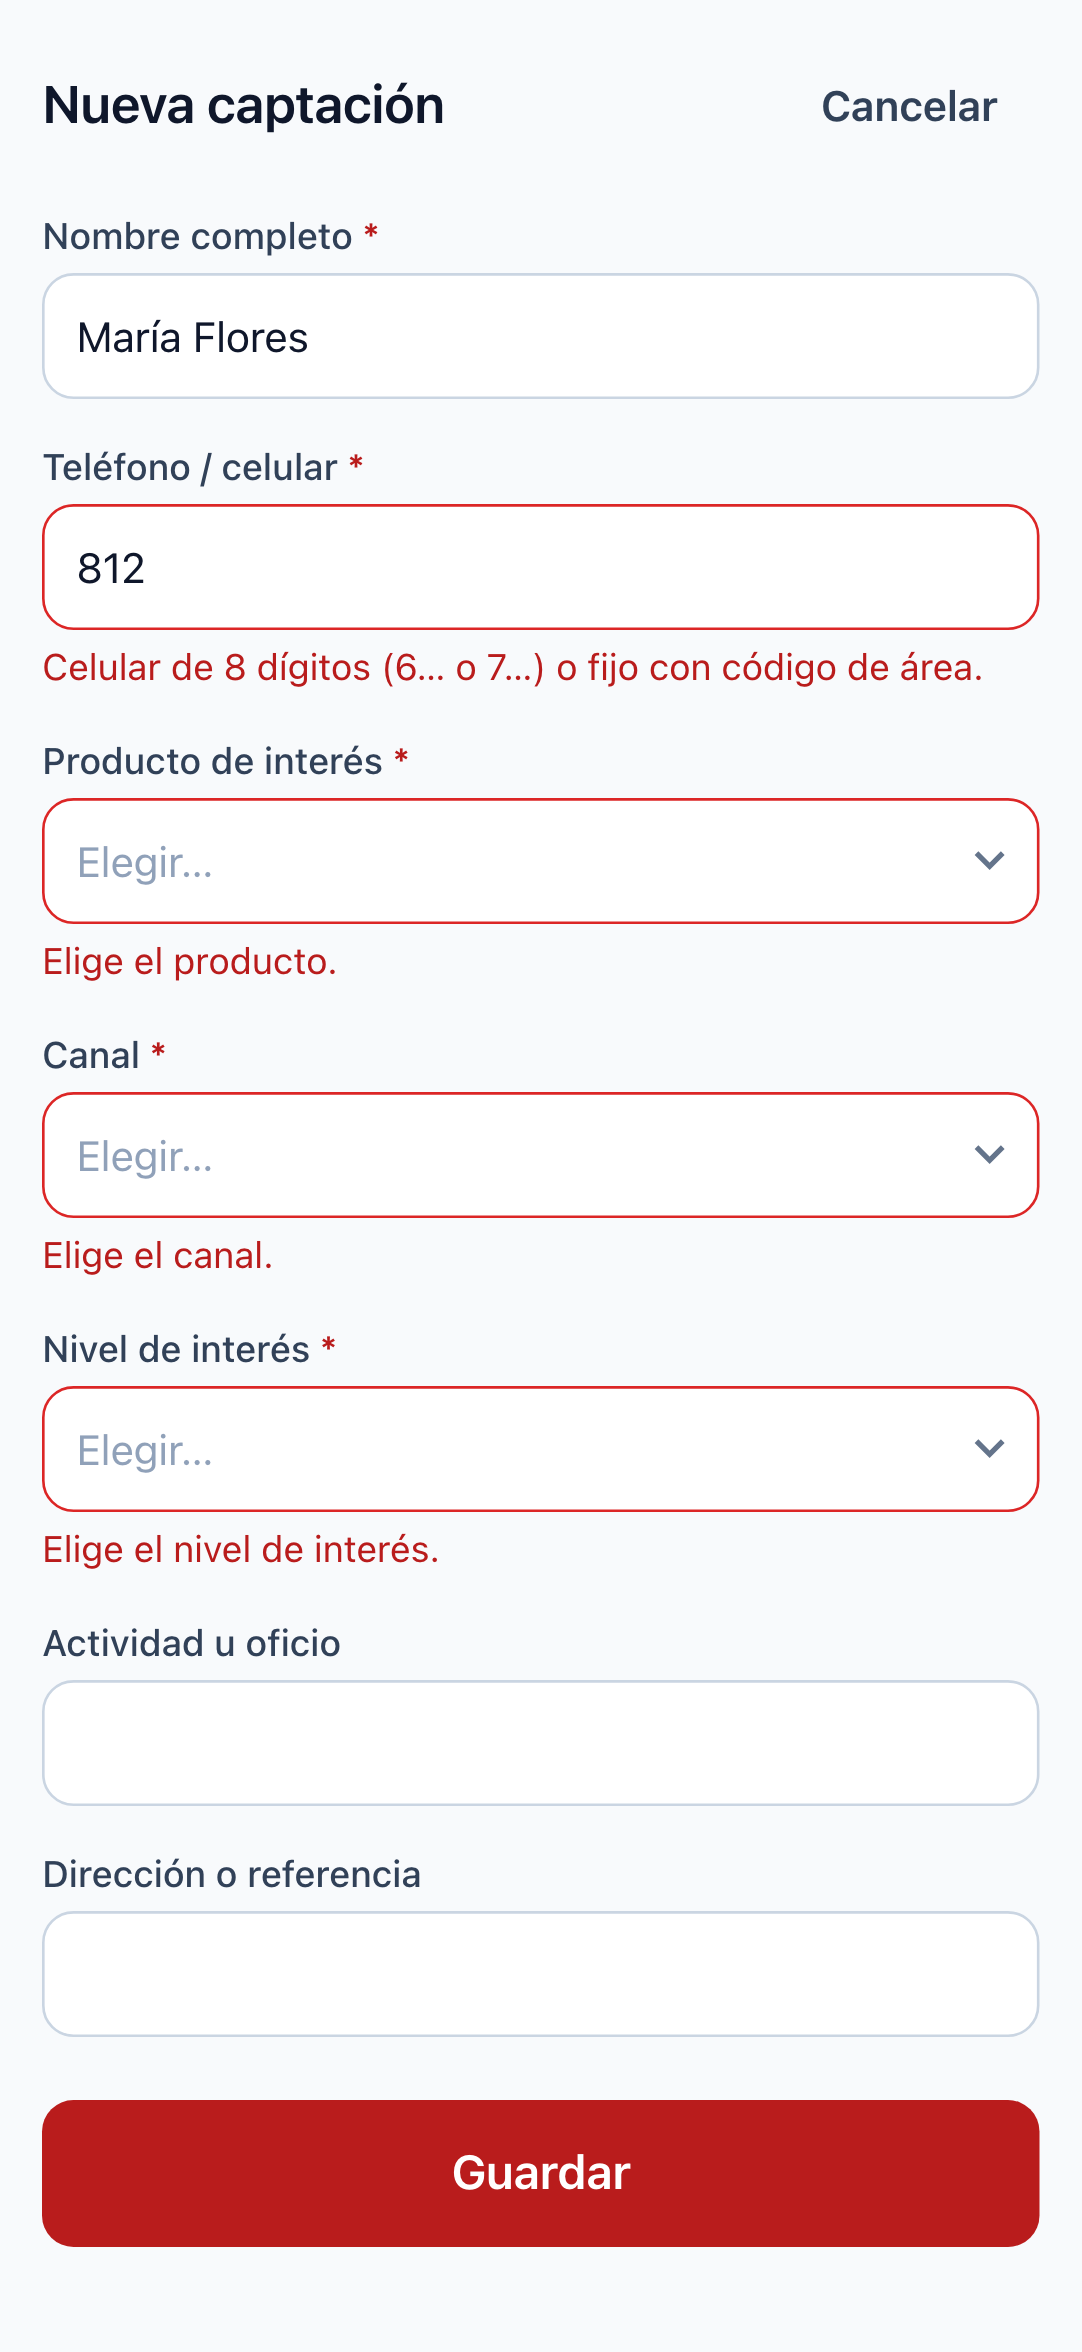 Nueva captación
Cancelar
Nombre completo *
María Flores
Teléfono / celular *
812
Celular de 8 dígitos (6... o 7...) o fijo con código de área.
Producto de interés *
Elegir...
Elige el producto.
Canal *
Elegir...
Elige el canal.
Nivel de interés *
Elegir...
Elige el nivel de interés.
Actividad u oficio
Dirección o referencia
Guardar